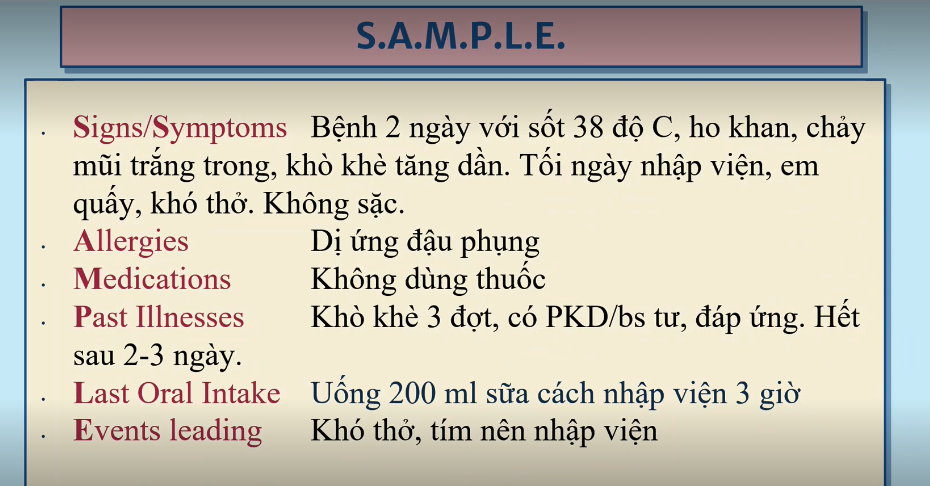 S.A.M.P.L.E.
· Signs/Symptoms Bệnh 2 ngày với sốt 38 độ C, ho khan, chảy
mũi trắng trong, khò khè tăng dần. Tối ngày nhập viện, em
quấy, khó thở. Không sặc.
· Allergies Dị ứng đậu phụng
· Medications Không dùng thuốc
· Past Illnesses Khò khè 3 đợt, có PKD/bs tư, đáp ứng. Hết
sau 2-3 ngày.
· Last Oral Intake Uống 200 ml sữa cách nhập viện 3 giờ
· Events leading Khó thở, tím nên nhập viện